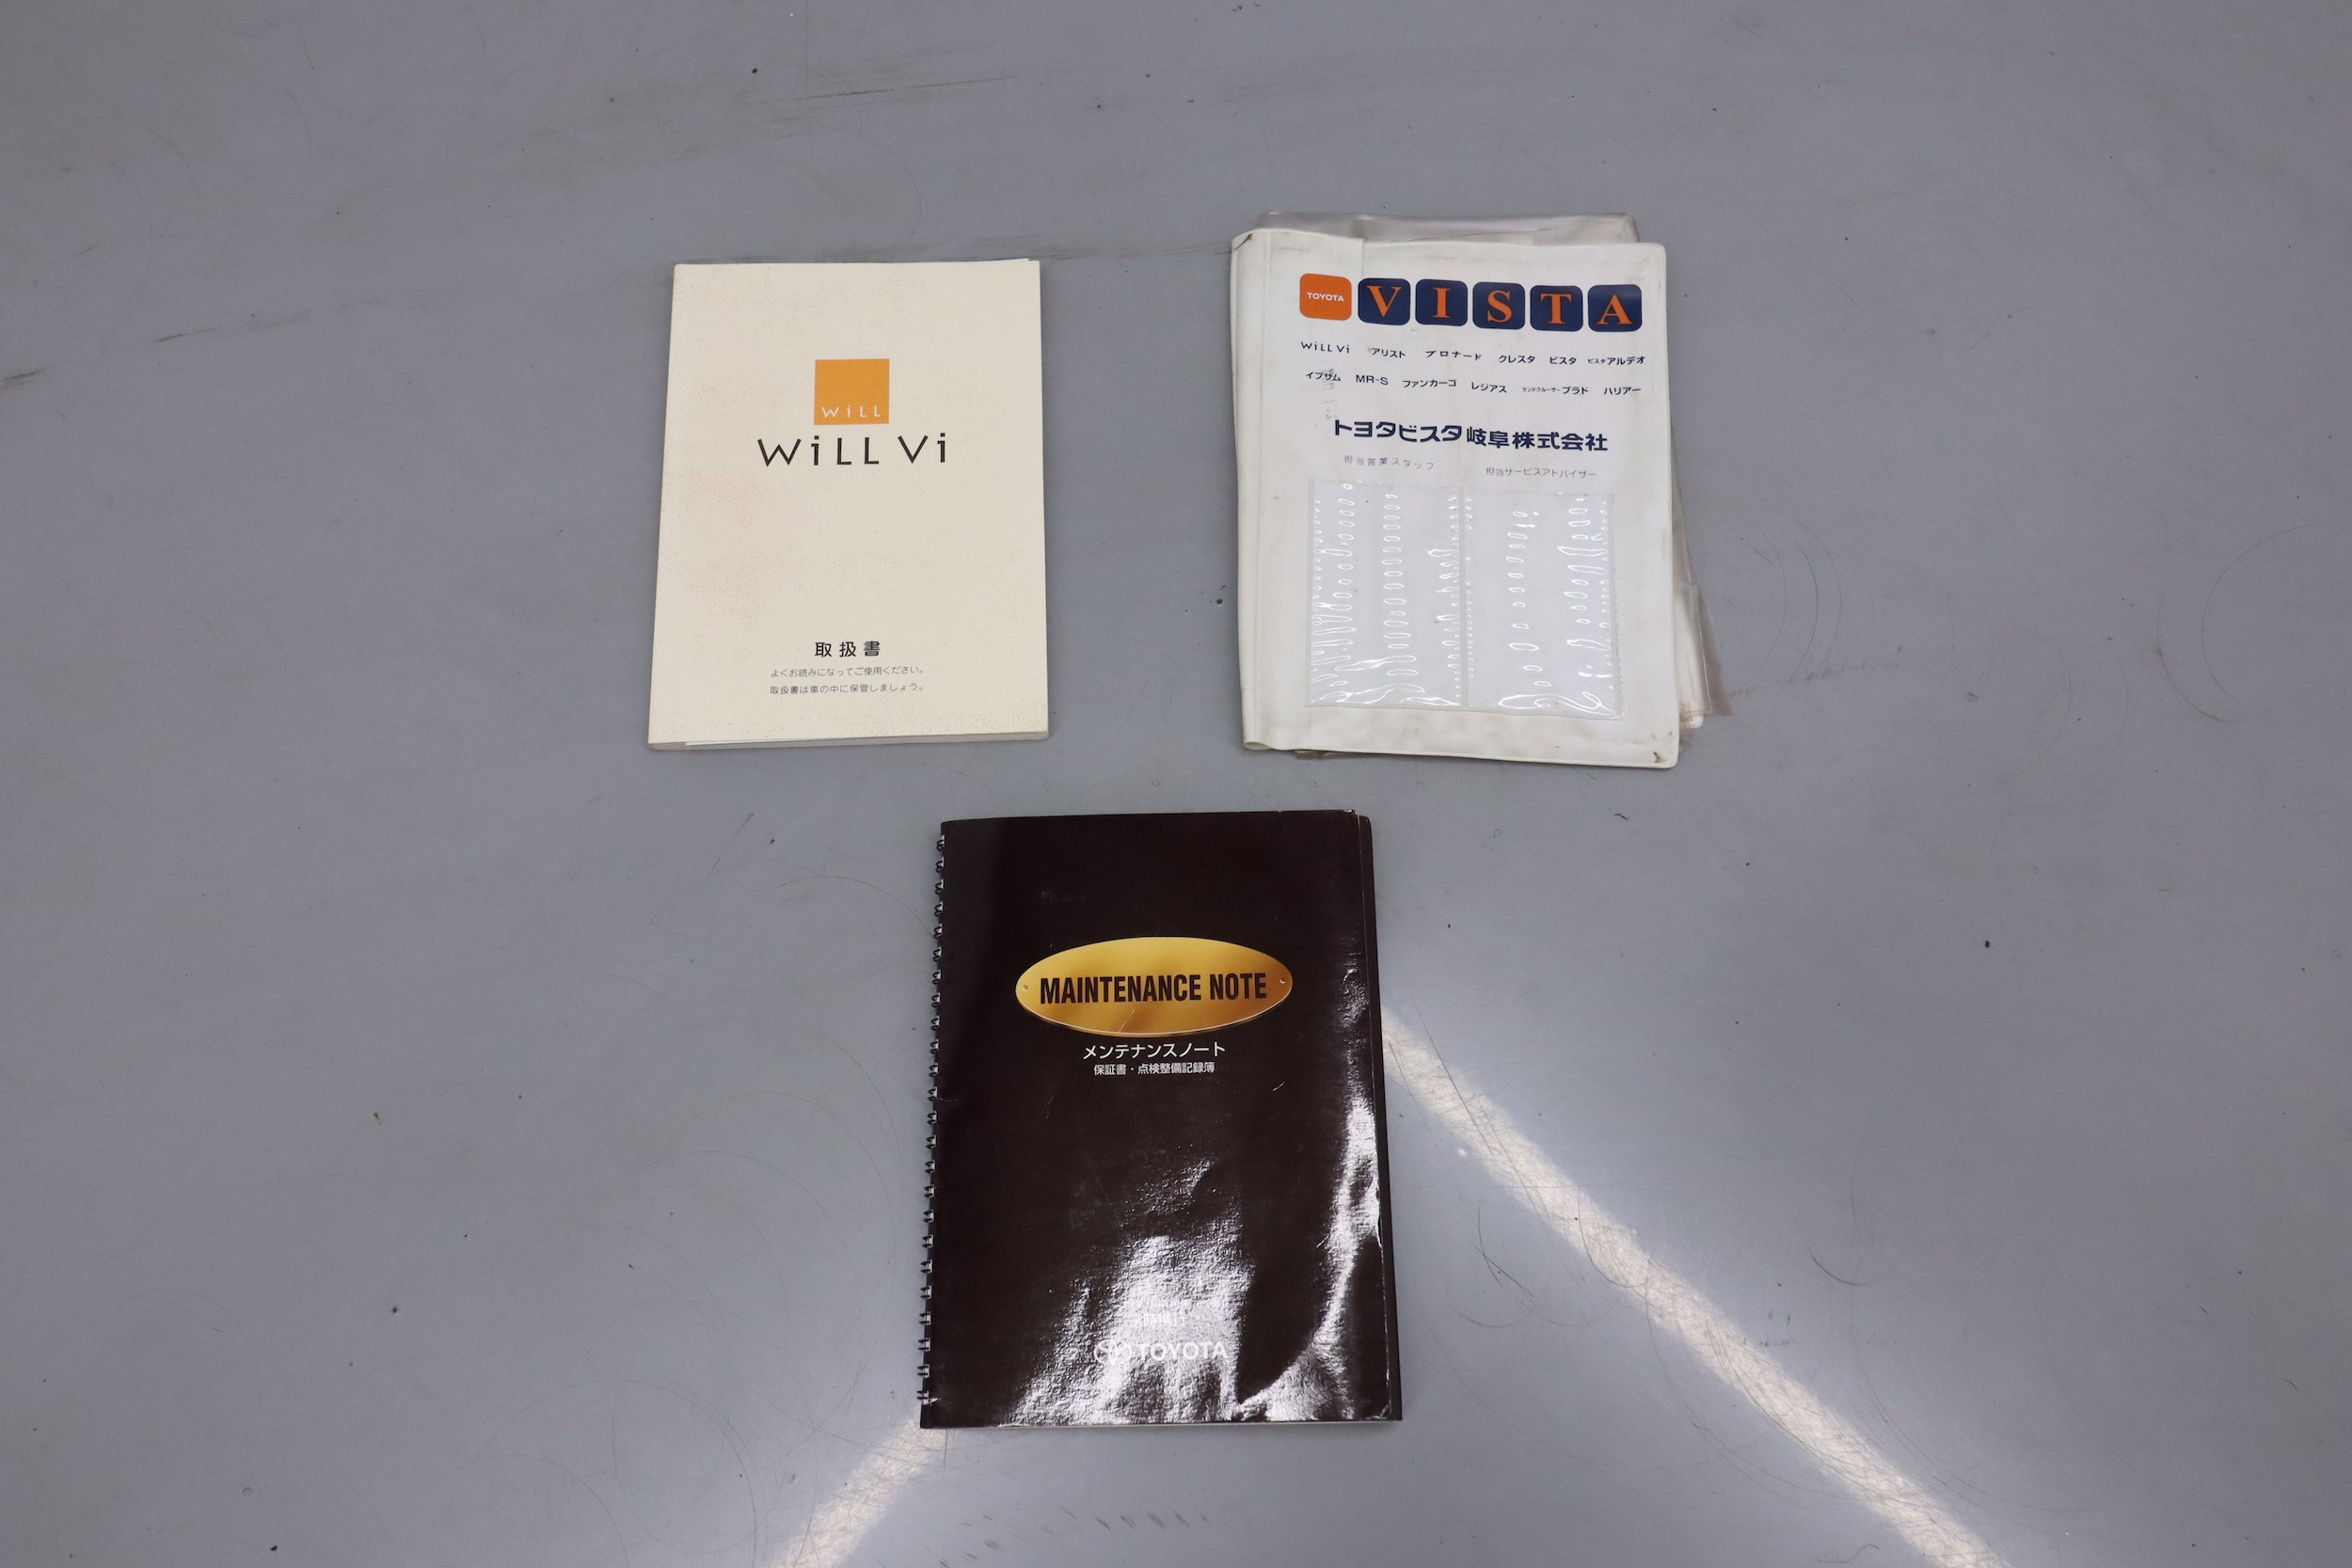 WiLL
WiLL Vi
取扱書
よくお読みになってご使用ください。
取扱書は車の中に保管しましょう。
TOYOTA VISTA
WiLL Vi アリスト プロナード クレスタ ビスタ ビスタアルデオ
イプサム MR-S ファンカーゴ レジアス ランドクルーザープラド ハリアー
トヨタビスタ岐阜株式会社
担当営業スタッフ 担当サービスアドバイザー
MAINTENANCE NOTE
メンテナンスノート
保証書・点検整備記録簿
TOYOTA